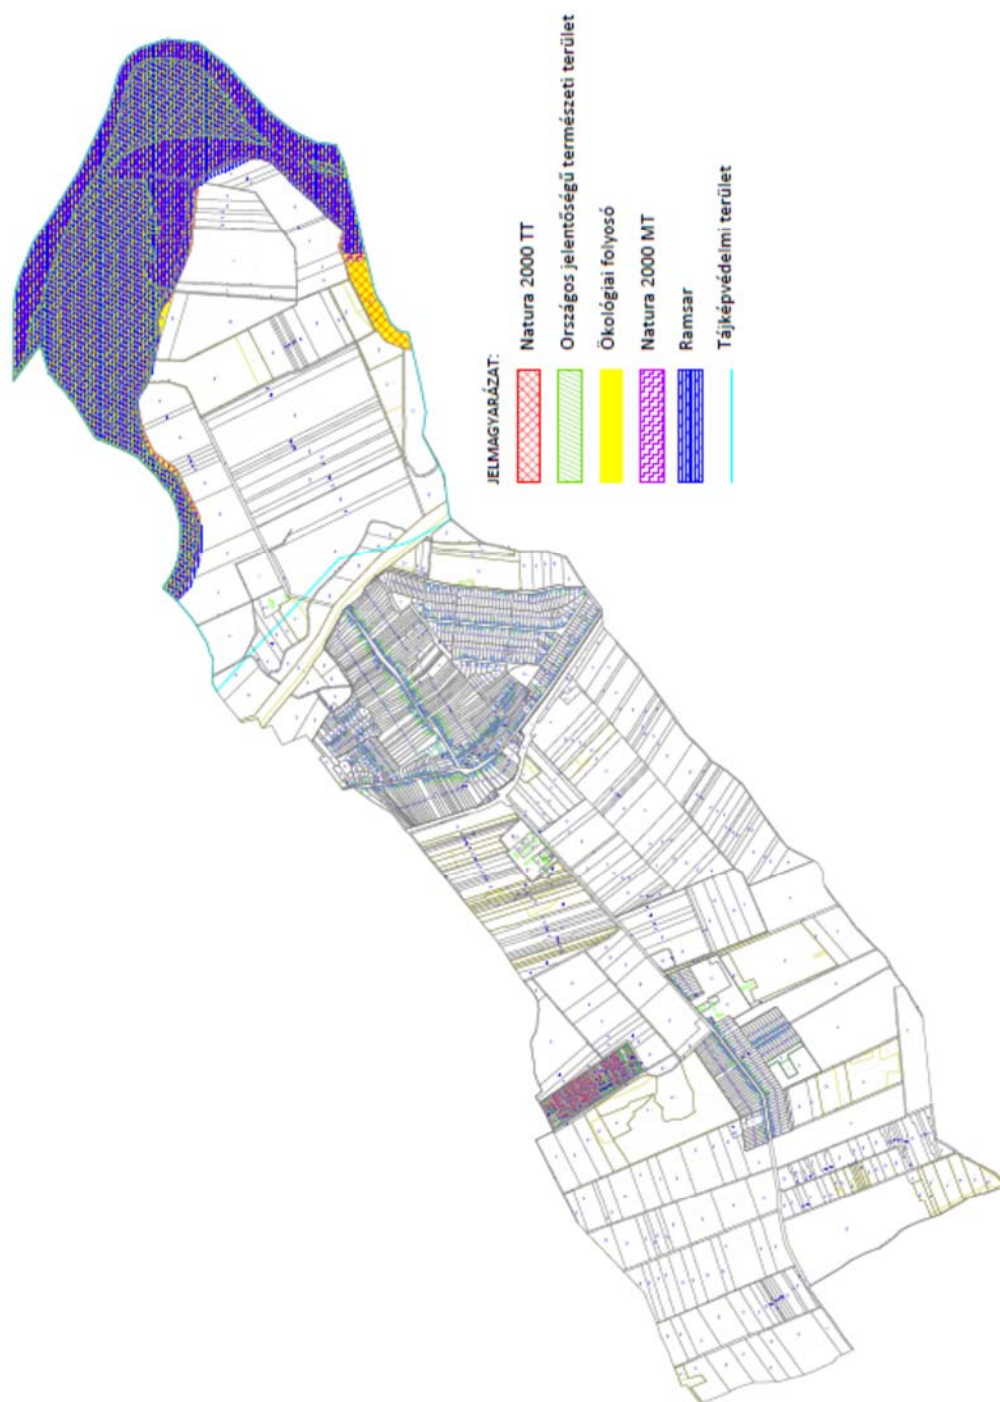 JELMAGYARÁZAT:
Natura 2000 TT
Országos jelentőségű természeti terület
Ökológiai folyosó
Natura 2000 MT
Ramsar
Tájképvédelmi terület